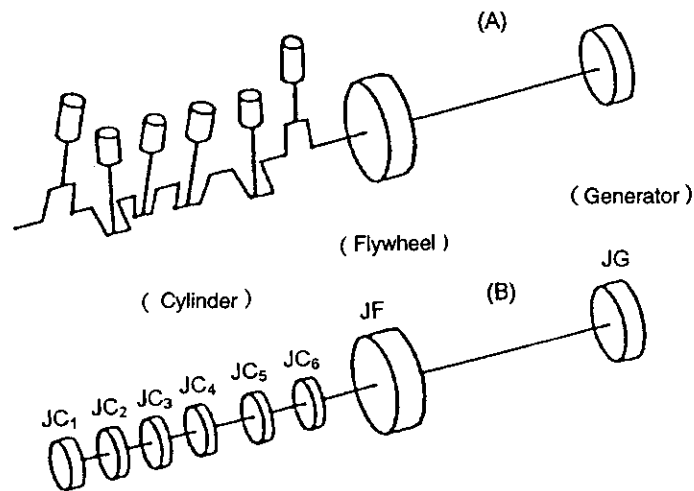 (A)
( Generator )
( Flywheel )
( Cylinder )
JG
(B)
JF
JC₁ JC₂ JC₃ JC₄ JC₅ JC₆